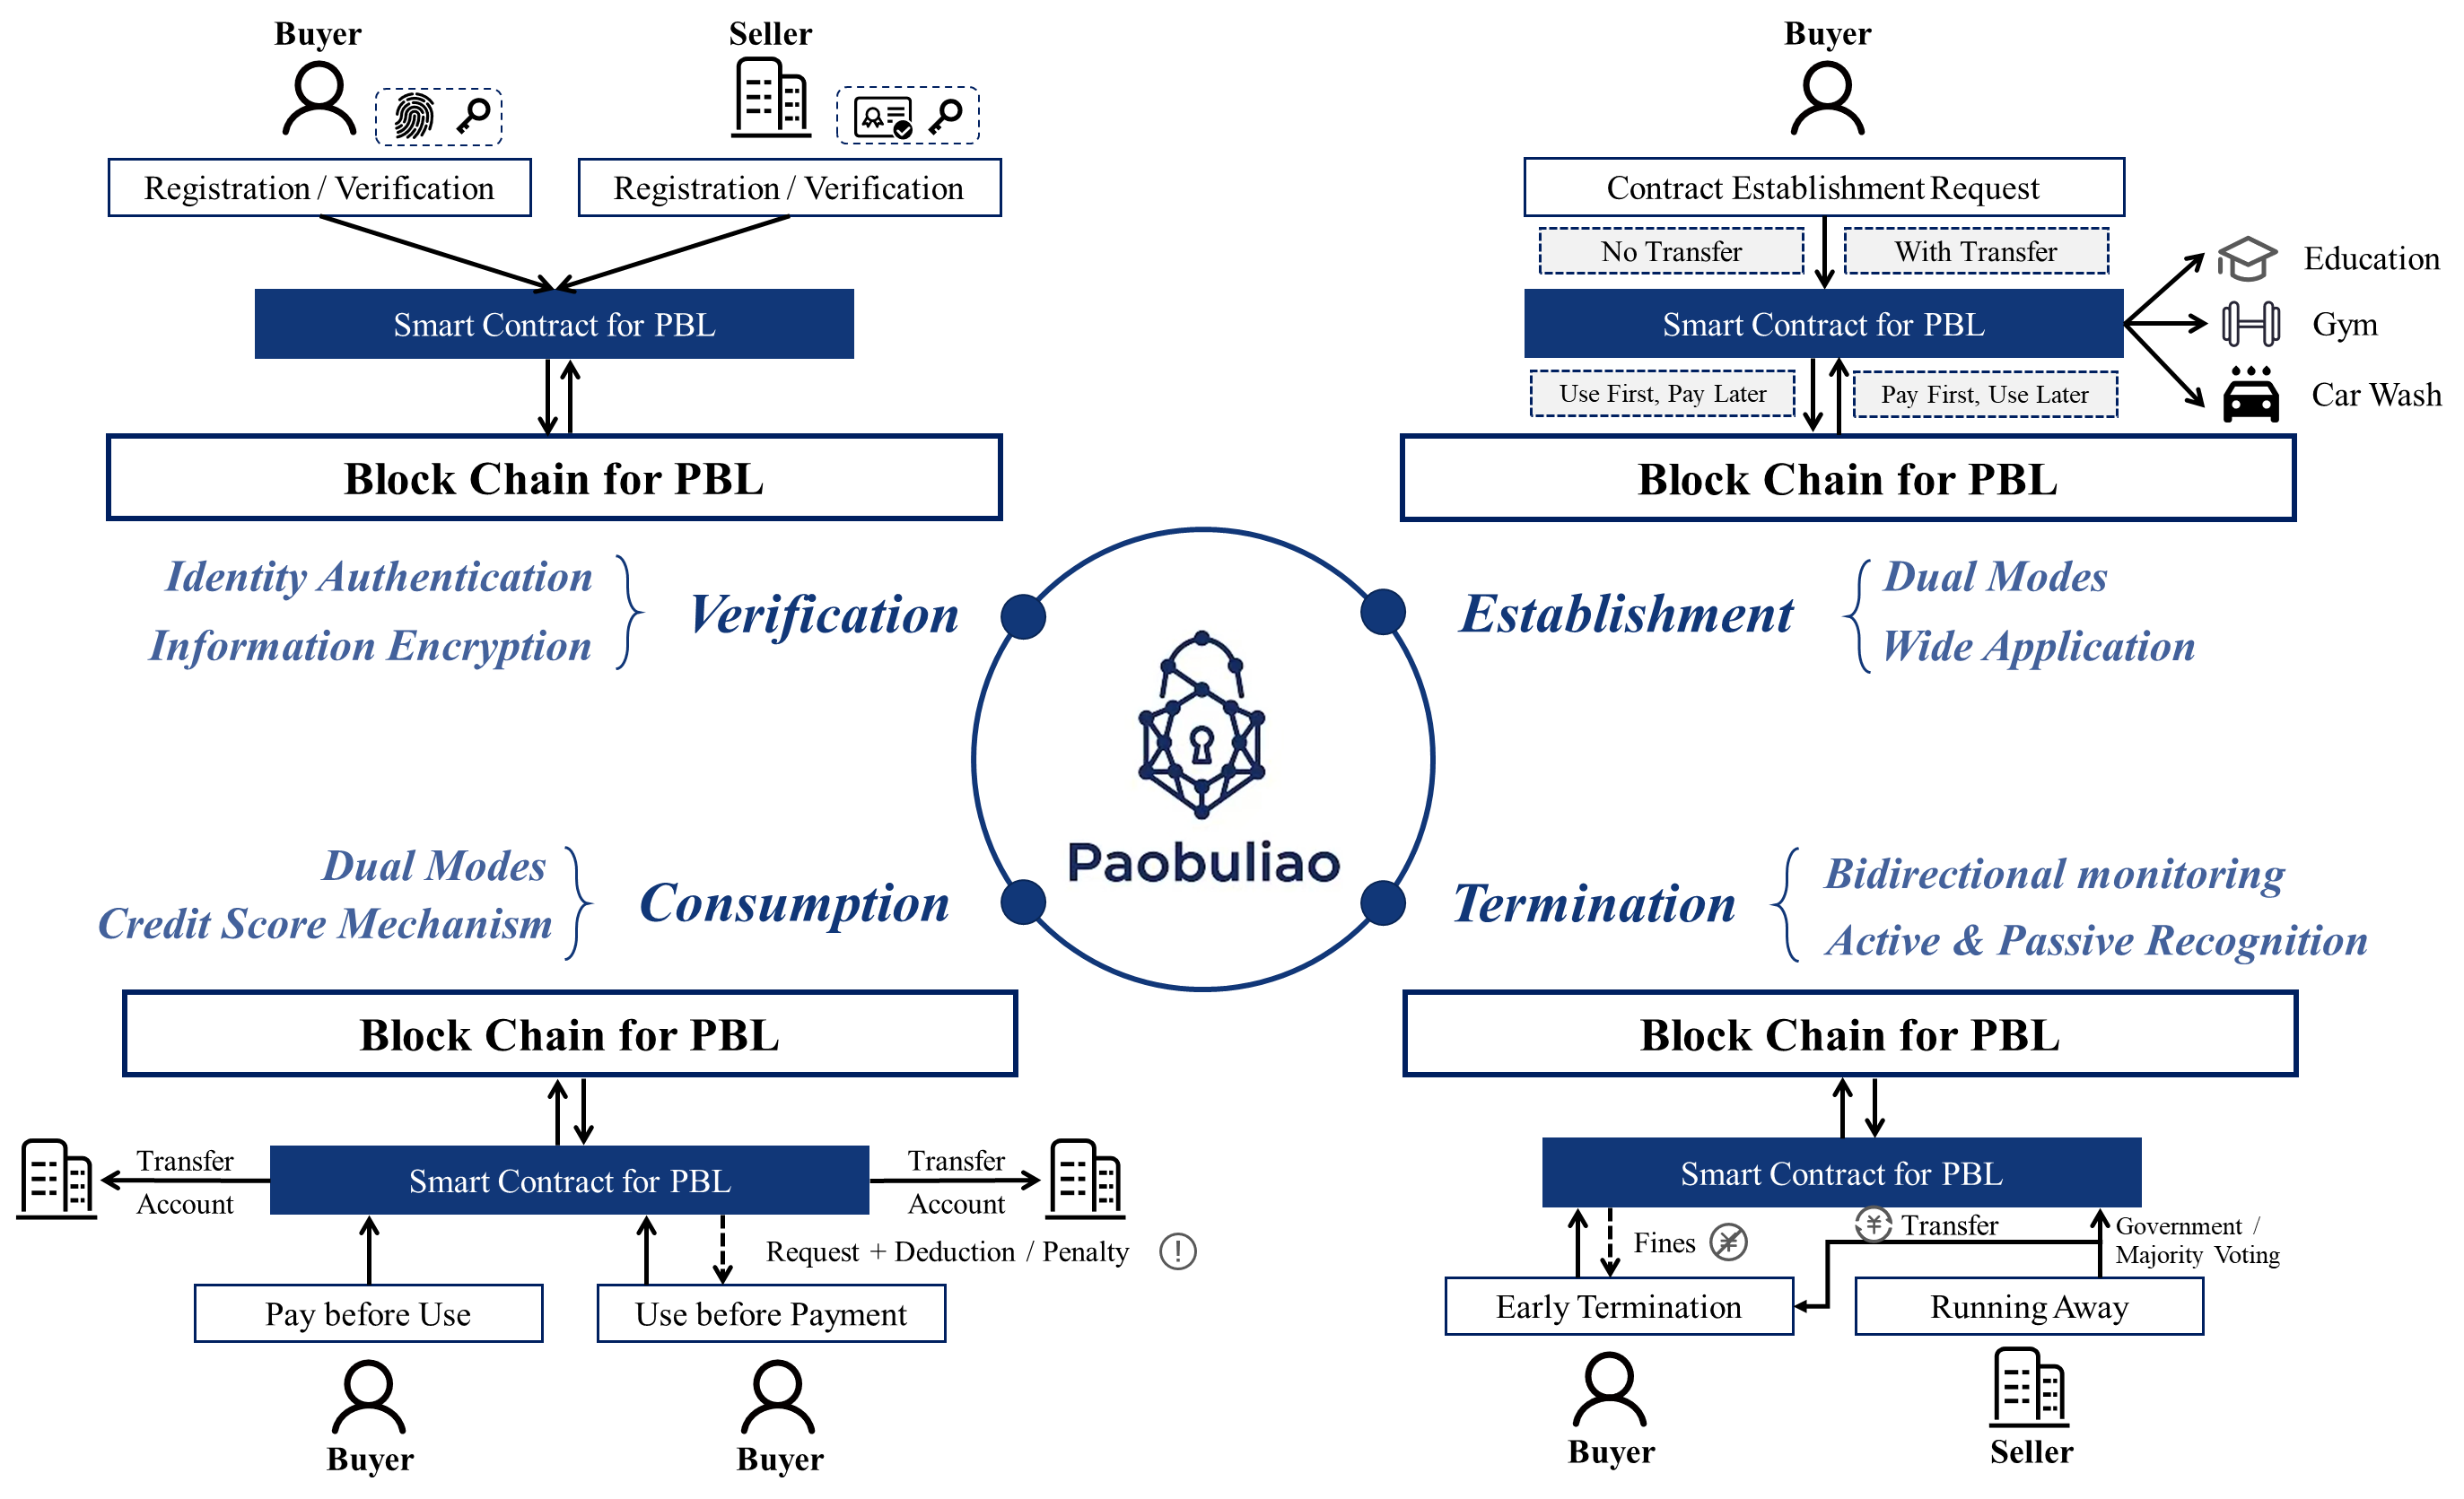 Buyer
Seller
Registration / Verification
Registration / Verification
Smart Contract for PBL
Block Chain for PBL
Identity Authentication
Information Encryption
Verification
Buyer
Contract Establishment Request
No Transfer
With Transfer
Smart Contract for PBL
Education
Gym
Car Wash
Use First, Pay Later
Pay First, Use Later
Block Chain for PBL
Establishment
Dual Modes
Wide Application
Paobuliao
Dual Modes
Credit Score Mechanism
Consumption
Block Chain for PBL
Transfer
Account
Smart Contract for PBL
Transfer
Account
Request + Deduction / Penalty
Pay before Use
Use before Payment
Buyer
Buyer
Termination
Bidirectional monitoring
Active & Passive Recognition
Block Chain for PBL
Smart Contract for PBL
Fines
¥
¥
Transfer
Government /
Majority Voting
Early Termination
Running Away
Buyer
Seller